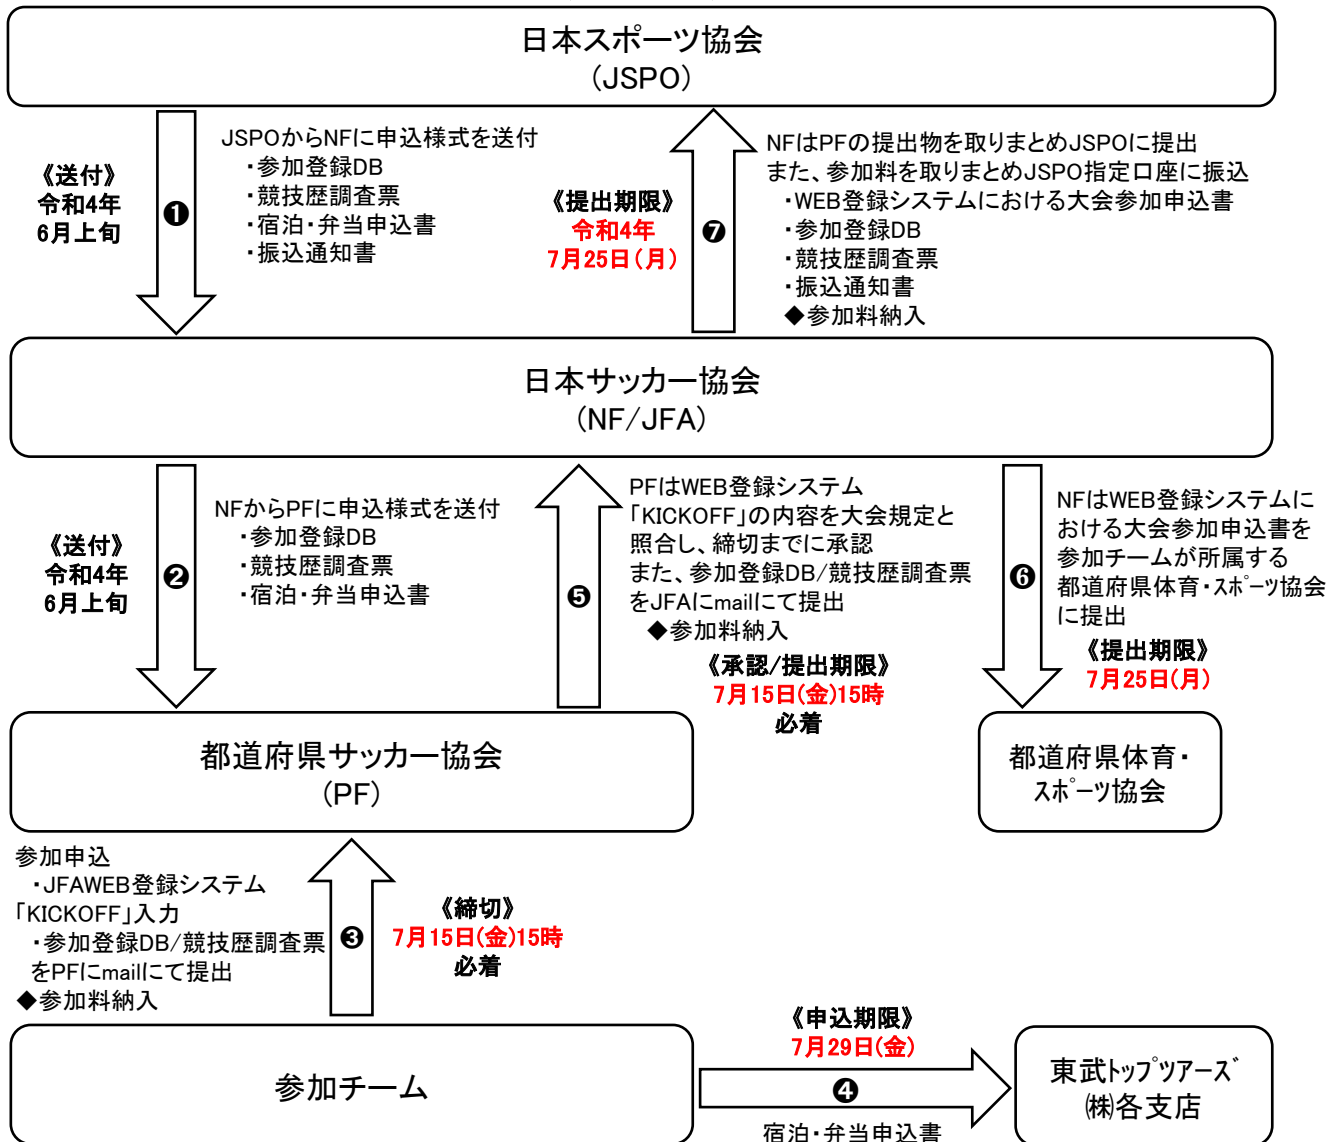 日本スポーツ協会
(JSPO)
《送付》
令和4年
6月上旬
❶
JSPOからNFに申込様式を送付
・参加登録DB
・競技歴調査票
・宿泊・弁当申込書
・振込通知書
《提出期限》
令和4年
7月25日(月)
❼
NFはPFの提出物を取りまとめJSPOに提出
また、参加料を取りまとめJSPO指定口座に振込
・WEB登録システムにおける大会参加申込書
・参加登録DB
・競技歴調査票
・振込通知書
◆参加料納入
日本サッカー協会
(NF/JFA)
《送付》
令和4年
6月上旬
❷
NFからPFに申込様式を送付
・参加登録DB
・競技歴調査票
・宿泊・弁当申込書
❺
PFはWEB登録システム
「KICKOFF」の内容を大会規定と
照合し、締切までに承認
また、参加登録DB/競技歴調査票
をJFAにmailにて提出
◆参加料納入
《承認/提出期限》
7月15日(金)15時
必着
❻
NFはWEB登録システムに
おける大会参加申込書を
参加チームが所属する
都道府県体育・ｽﾎﾟｰﾂ協会
に提出
《提出期限》
7月25日(月)
都道府県サッカー協会
(PF)
都道府県体育・
ｽﾎﾟｰﾂ協会
参加申込
・JFAWEB登録システム
「KICKOFF」入力
・参加登録DB/競技歴調査票
をPFにmailにて提出
◆参加料納入
❸
《締切》
7月15日(金)15時
必着
参加チーム
《申込期限》
7月29日(金)
❹
宿泊・弁当申込書
東武ﾄｯﾌﾟﾂｱｰｽﾞ
㈱各支店